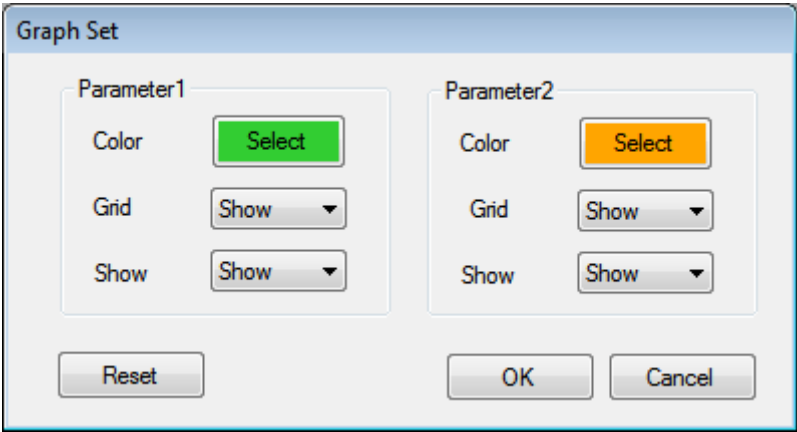 Graph Set
Parameter1
Color Select
Grid Show
Show Show
Parameter2
Color Select
Grid Show
Show Show
Reset OK Cancel